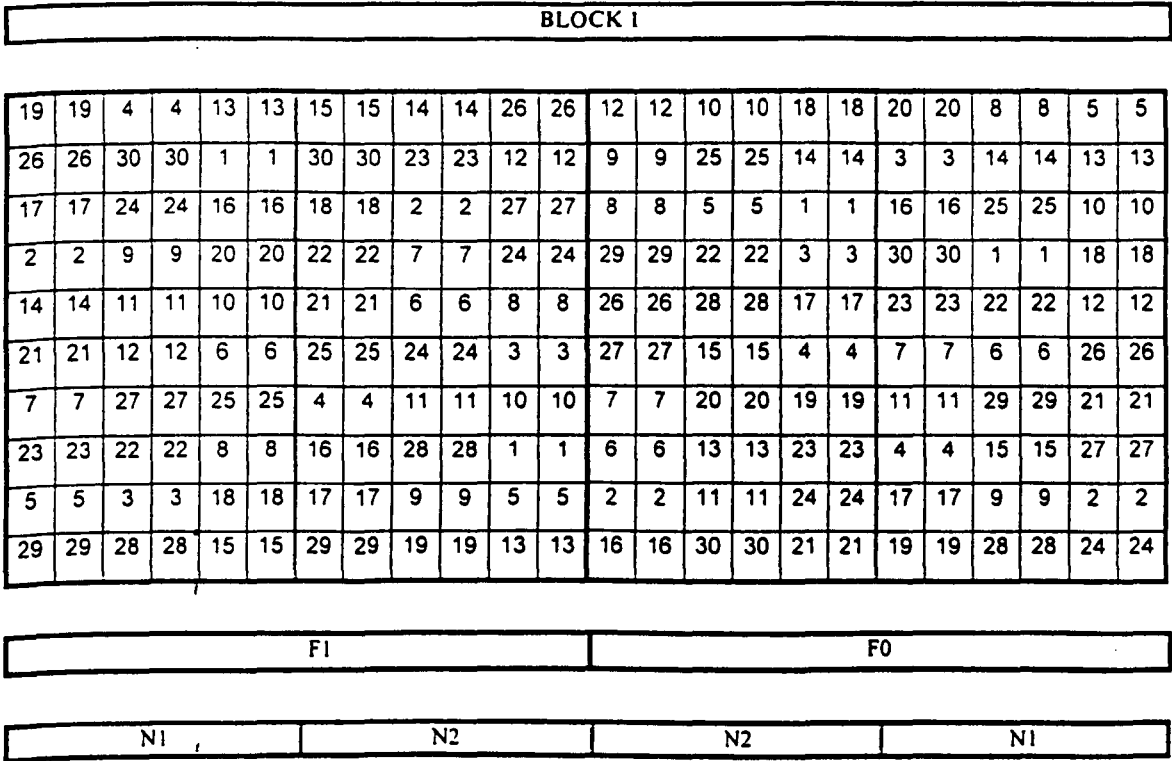 BLOCK 1
19 19 4 4 13 13 15 15 14 14 26 26 12 12 10 10 18 18 20 20 8 8 5 5
26 26 30 30 1 1 30 30 23 23 12 12 9 9 25 25 14 14 3 3 14 14 13 13
17 17 24 24 16 16 18 18 2 2 27 27 8 8 5 5 1 1 16 16 25 25 10 10
2 2 9 9 20 20 22 22 7 7 24 24 29 29 22 22 3 3 30 30 1 1 18 18
14 14 11 11 10 10 21 21 6 6 8 8 26 26 28 28 17 17 23 23 22 22 12 12
21 21 12 12 6 6 25 25 24 24 3 3 27 27 15 15 4 4 7 7 6 6 26 26
7 7 27 27 25 25 4 4 11 11 10 10 7 7 20 20 19 19 11 11 29 29 21 21
23 23 22 22 8 8 16 16 28 28 1 1 6 6 13 13 23 23 4 4 15 15 27 27
5 5 3 3 18 18 17 17 9 9 5 5 2 2 11 11 24 24 17 17 9 9 2 2
29 29 28 28 15 15 29 29 19 19 13 13 16 16 30 30 21 21 19 19 28 28 24 24
F1 F0
N1 N2 N2 N1